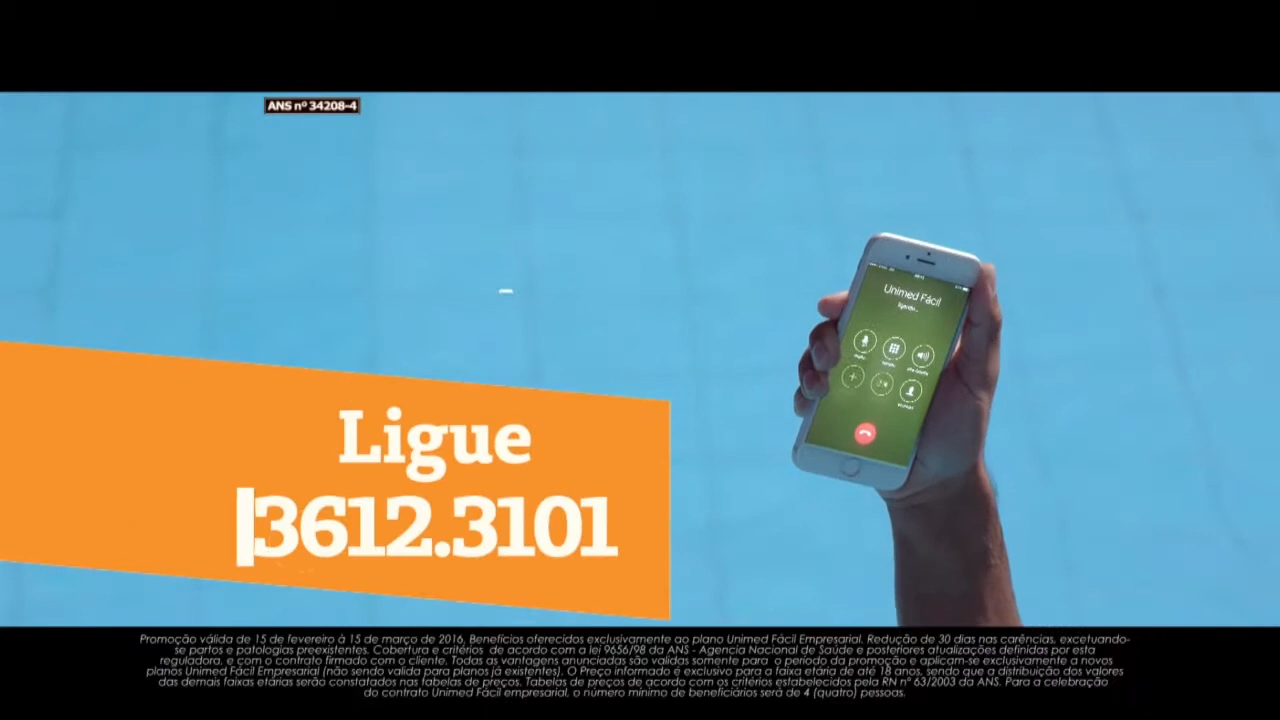 ANS nº 34208-4
Unimed Fácil
ligando...
Ligue
3612.3101
Promoção válida de 15 de fevereiro à 15 de março de 2016. Benefícios oferecidos exclusivamente ao plano Unimed Fácil Empresarial. Redução de 30 dias nas carências, excetuando-
se partos e patologias preexistentes. Cobertura e critérios de acordo com a lei 9656/98 da ANS - Agencia Nacional de Saúde e posteriores atualizações definidas por esta
reguladora, e com o contrato firmado com o cliente. Todas as vantagens anunciadas são validas somente para o período da promoção e aplicam-se exclusivamente a novos
planos Unimed Fácil Empresarial (não sendo valida para planos já existentes). O Preço informado é exclusivo para a faixa etária de até 18 anos, sendo que a distribuição dos valores
das demais faixas etárias serão constatados nas tabelas de preços. Tabelas de preços de acordo com os critérios estabelecidos pela RN nº 63/2003 da ANS. Para a celebração
do contrato Unimed Fácil empresarial, o número mínimo de beneficiários será de 4 (quatro) pessoas.